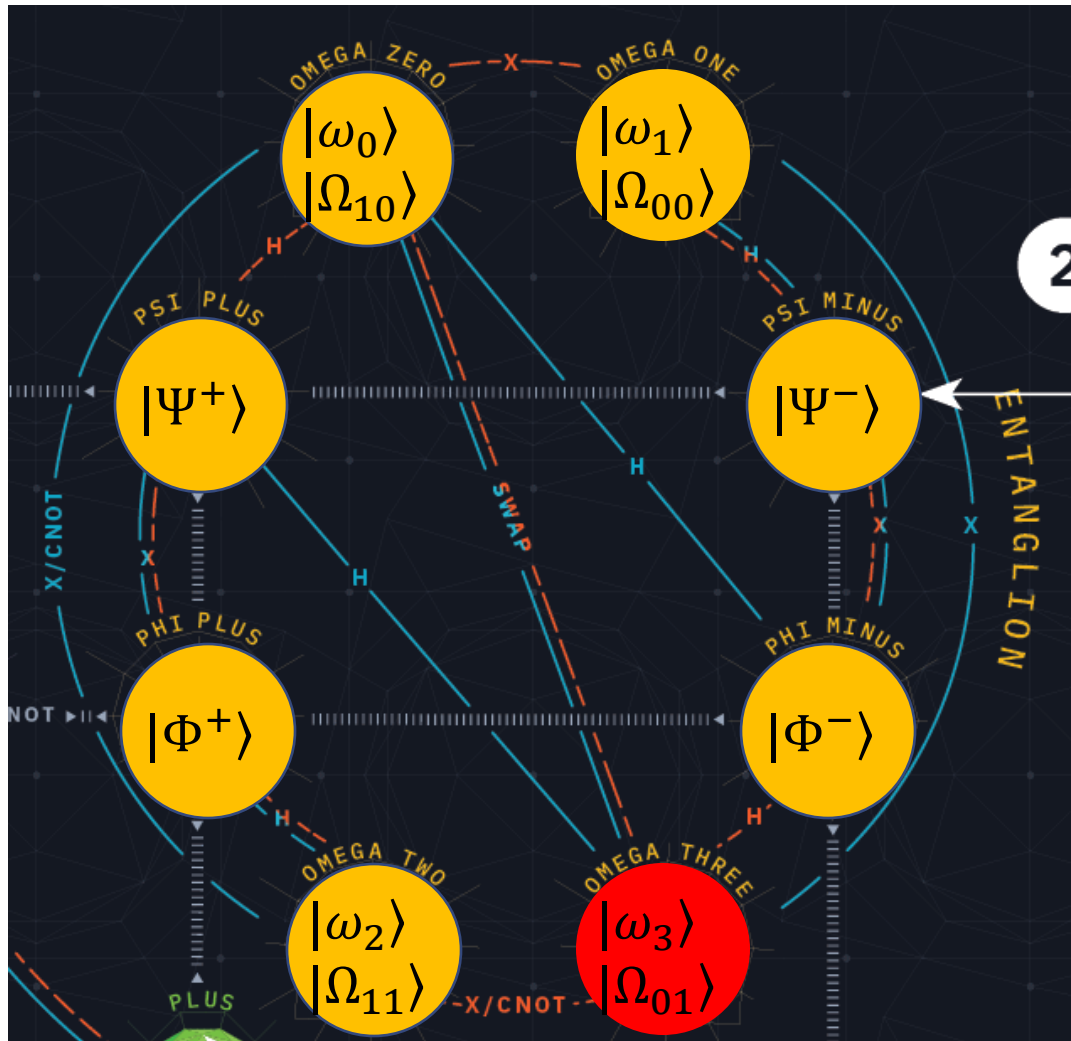 OMEGA ZERO
X
OMEGA ONE
|ω₀⟩
|Ω₁₀⟩
|ω₁⟩
|Ω₀₀⟩
H
H
2
PSI PLUS
PSI MINUS
|Ψ⁺⟩
|Ψ⁻⟩
ENTANGLION
H
SWAP
X/CNOT
X
X
X
H
PHI PLUS
PHI MINUS
NOT
|Φ⁺⟩
|Φ⁻⟩
H
H
OMEGA TWO
OMEGA THREE
|ω₂⟩
|Ω₁₁⟩
|ω₃⟩
|Ω₀₁⟩
X/CNOT
PLUS